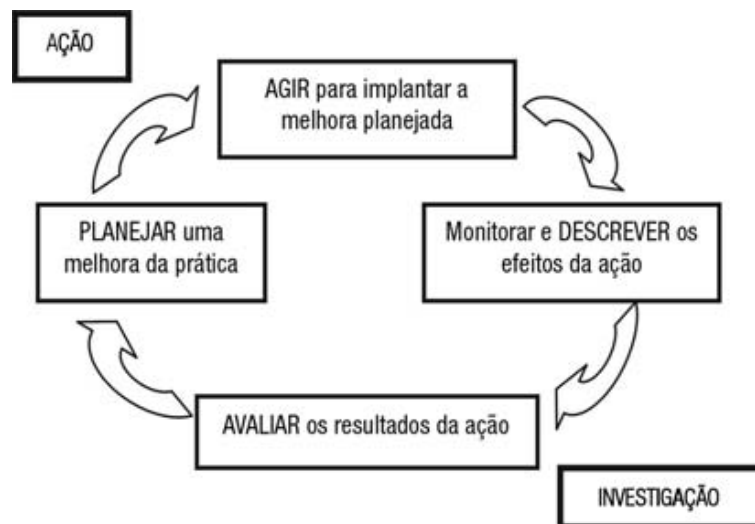 AÇÃO
AGIR para implantar a
melhora planejada
PLANEJAR uma
melhora da prática
Monitorar e DESCREVER os
efeitos da ação
AVALIAR os resultados da ação
INVESTIGAÇÃO